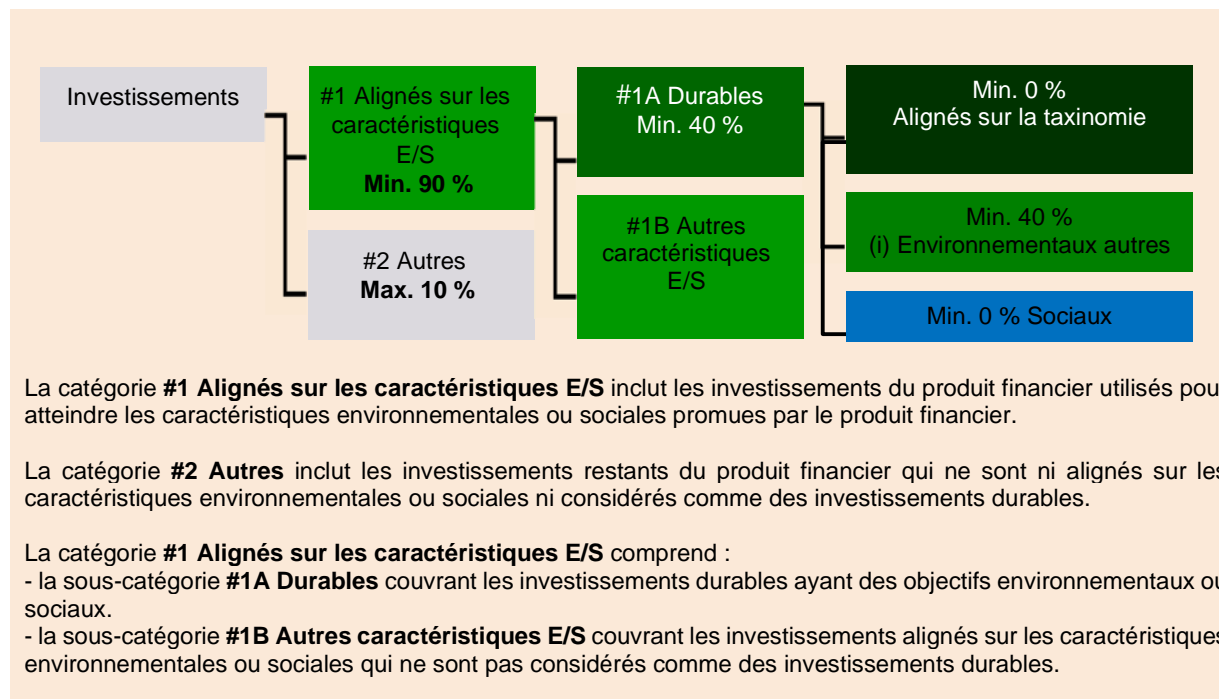 Investissements
#1 Alignés sur les
caractéristiques
E/S
Min. 90 %
#2 Autres
Max. 10 %
#1A Durables
Min. 40 %
#1B Autres
caractéristiques
E/S
Min. 0 %
Alignés sur la taxinomie
Min. 40 %
(i) Environnementaux autres
Min. 0 % Sociaux
La catégorie #1 Alignés sur les caractéristiques E/S inclut les investissements du produit financier utilisés pou
atteindre les caractéristiques environnementales ou sociales promues par le produit financier.
La catégorie #2 Autres inclut les investissements restants du produit financier qui ne sont ni alignés sur les
caractéristiques environnementales ou sociales ni considérés comme des investissements durables.
La catégorie #1 Alignés sur les caractéristiques E/S comprend :
- la sous-catégorie #1A Durables couvrant les investissements durables ayant des objectifs environnementaux ou
sociaux.
- la sous-catégorie #1B Autres caractéristiques E/S couvrant les investissements alignés sur les caractéristiques
environnementales ou sociales qui ne sont pas considérés comme des investissements durables.